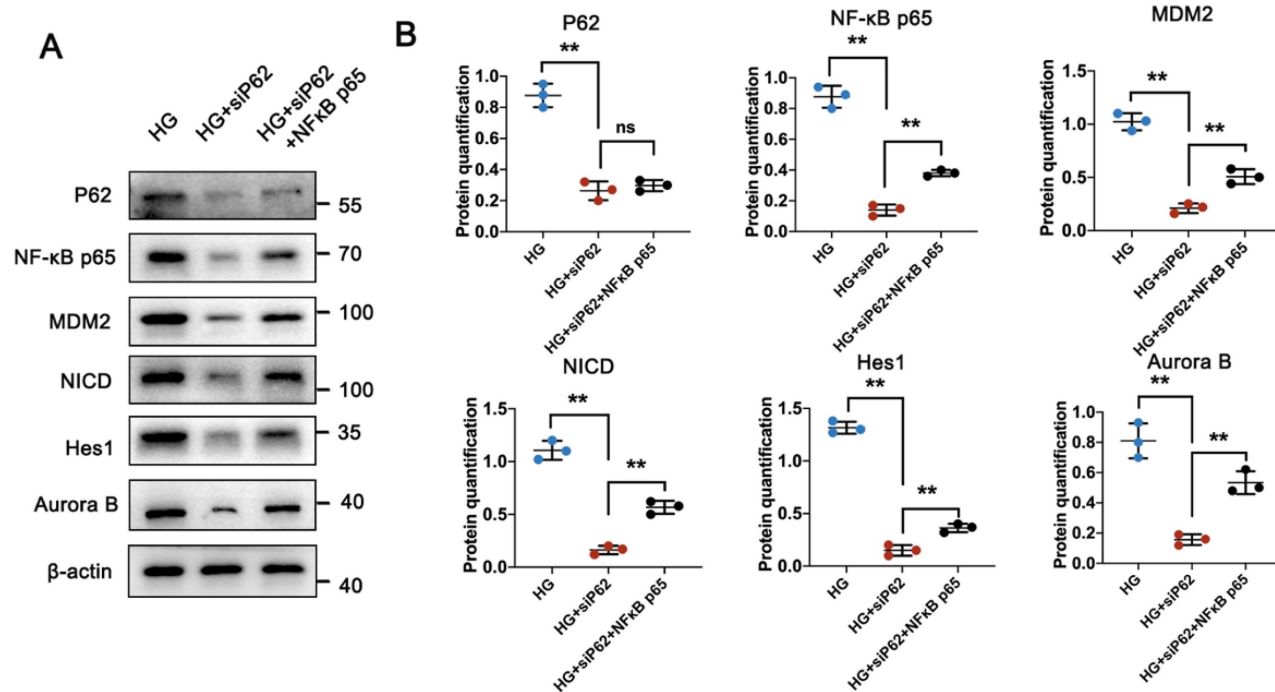 A
HG
HG+siP62
HG+siP62
+NFκB p65
P62
55
NF-κB p65
70
MDM2
100
NICD
100
Hes1
35
Aurora B
40
β-actin
40
B
P62
**
ns
Protein quantification
1.0
0.8
0.6
0.4
0.2
0.0
HG
HG+siP62
HG+siP62+NFκB p65
NF-κB p65
**
**
Protein quantification
1.0
0.8
0.6
0.4
0.2
0.0
HG
HG+siP62
HG+siP62+NFκB p65
MDM2
**
**
Protein quantification
1.5
1.0
0.5
0.0
HG
HG+siP62
HG+siP62+NFκB p65
NICD
**
**
Protein quantification
1.5
1.0
0.5
0.0
HG
HG+siP62
HG+siP62+NFκB p65
Hes1
**
**
Protein quantification
1.5
1.0
0.5
0.0
HG
HG+siP62
HG+siP62+NFκB p65
Aurora B
**
**
Protein quantification
1.0
0.8
0.6
0.4
0.2
0.0
HG
HG+siP62
HG+siP62+NFκB p65